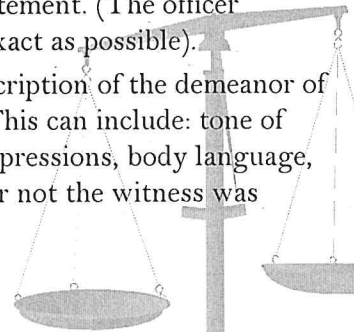 tement. (The officer
xact as possible).
cription of the demeanor of
This can include: tone of
pressions, body language,
r not the witness was